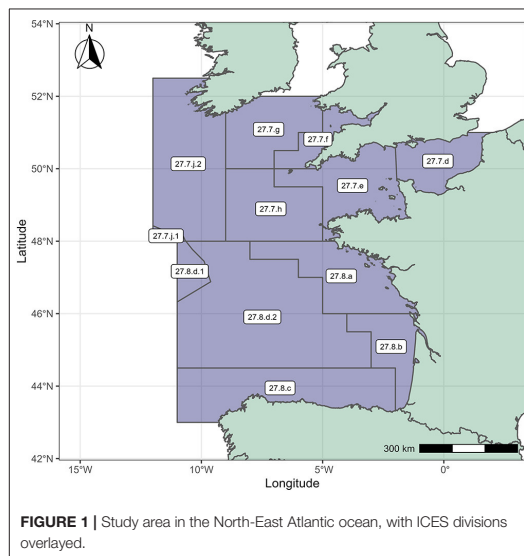 N
54°N
52°N
50°N
48°N
46°N
44°N
42°N
Latitude
27.7.g
27.7.f
27.7.d
27.7.j.2
27.7.e
27.7.h
27.7.j.1
27.8.d.1
27.8.a
27.8.d.2
27.8.b
27.8.c
300 km
15°W
10°W
5°W
0°
Longitude
FIGURE 1 | Study area in the North-East Atlantic ocean, with ICES divisions
overlayed.